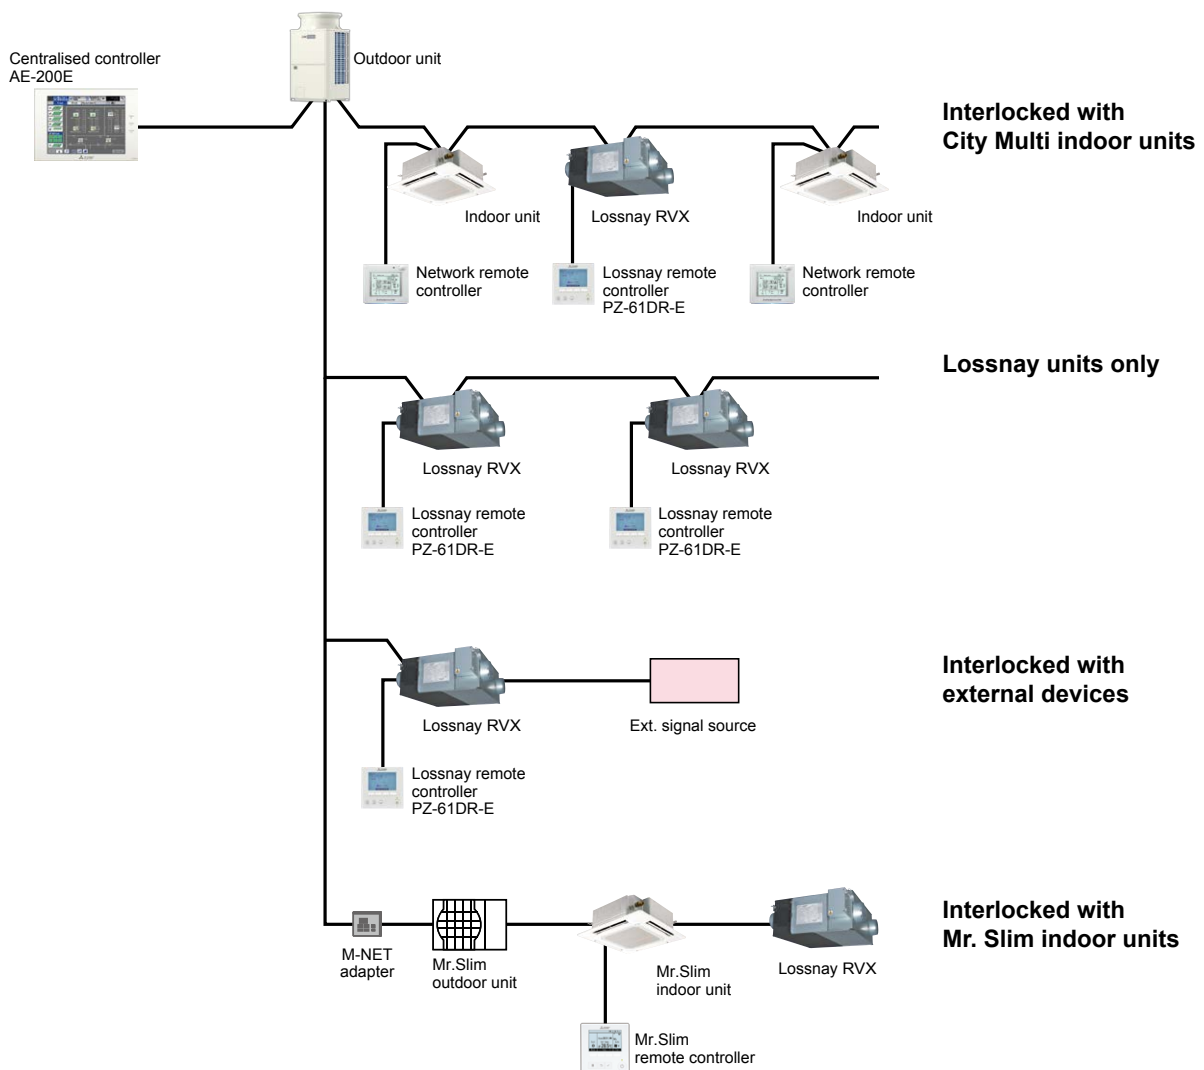 Centralised controller
AE-200E
Outdoor unit
Interlocked with
City Multi indoor units
Indoor unit
Lossnay RVX
Indoor unit
Network remote
controller
Lossnay remote
controller
PZ-61DR-E
Network remote
controller
Lossnay units only
Lossnay RVX
Lossnay RVX
Lossnay remote
controller
PZ-61DR-E
Lossnay remote
controller
PZ-61DR-E
Interlocked with
external devices
Lossnay RVX
Ext. signal source
Lossnay remote
controller
PZ-61DR-E
Interlocked with
Mr. Slim indoor units
M-NET
adapter
Mr.Slim
outdoor unit
Mr.Slim
indoor unit
Lossnay RVX
Mr.Slim
remote controller